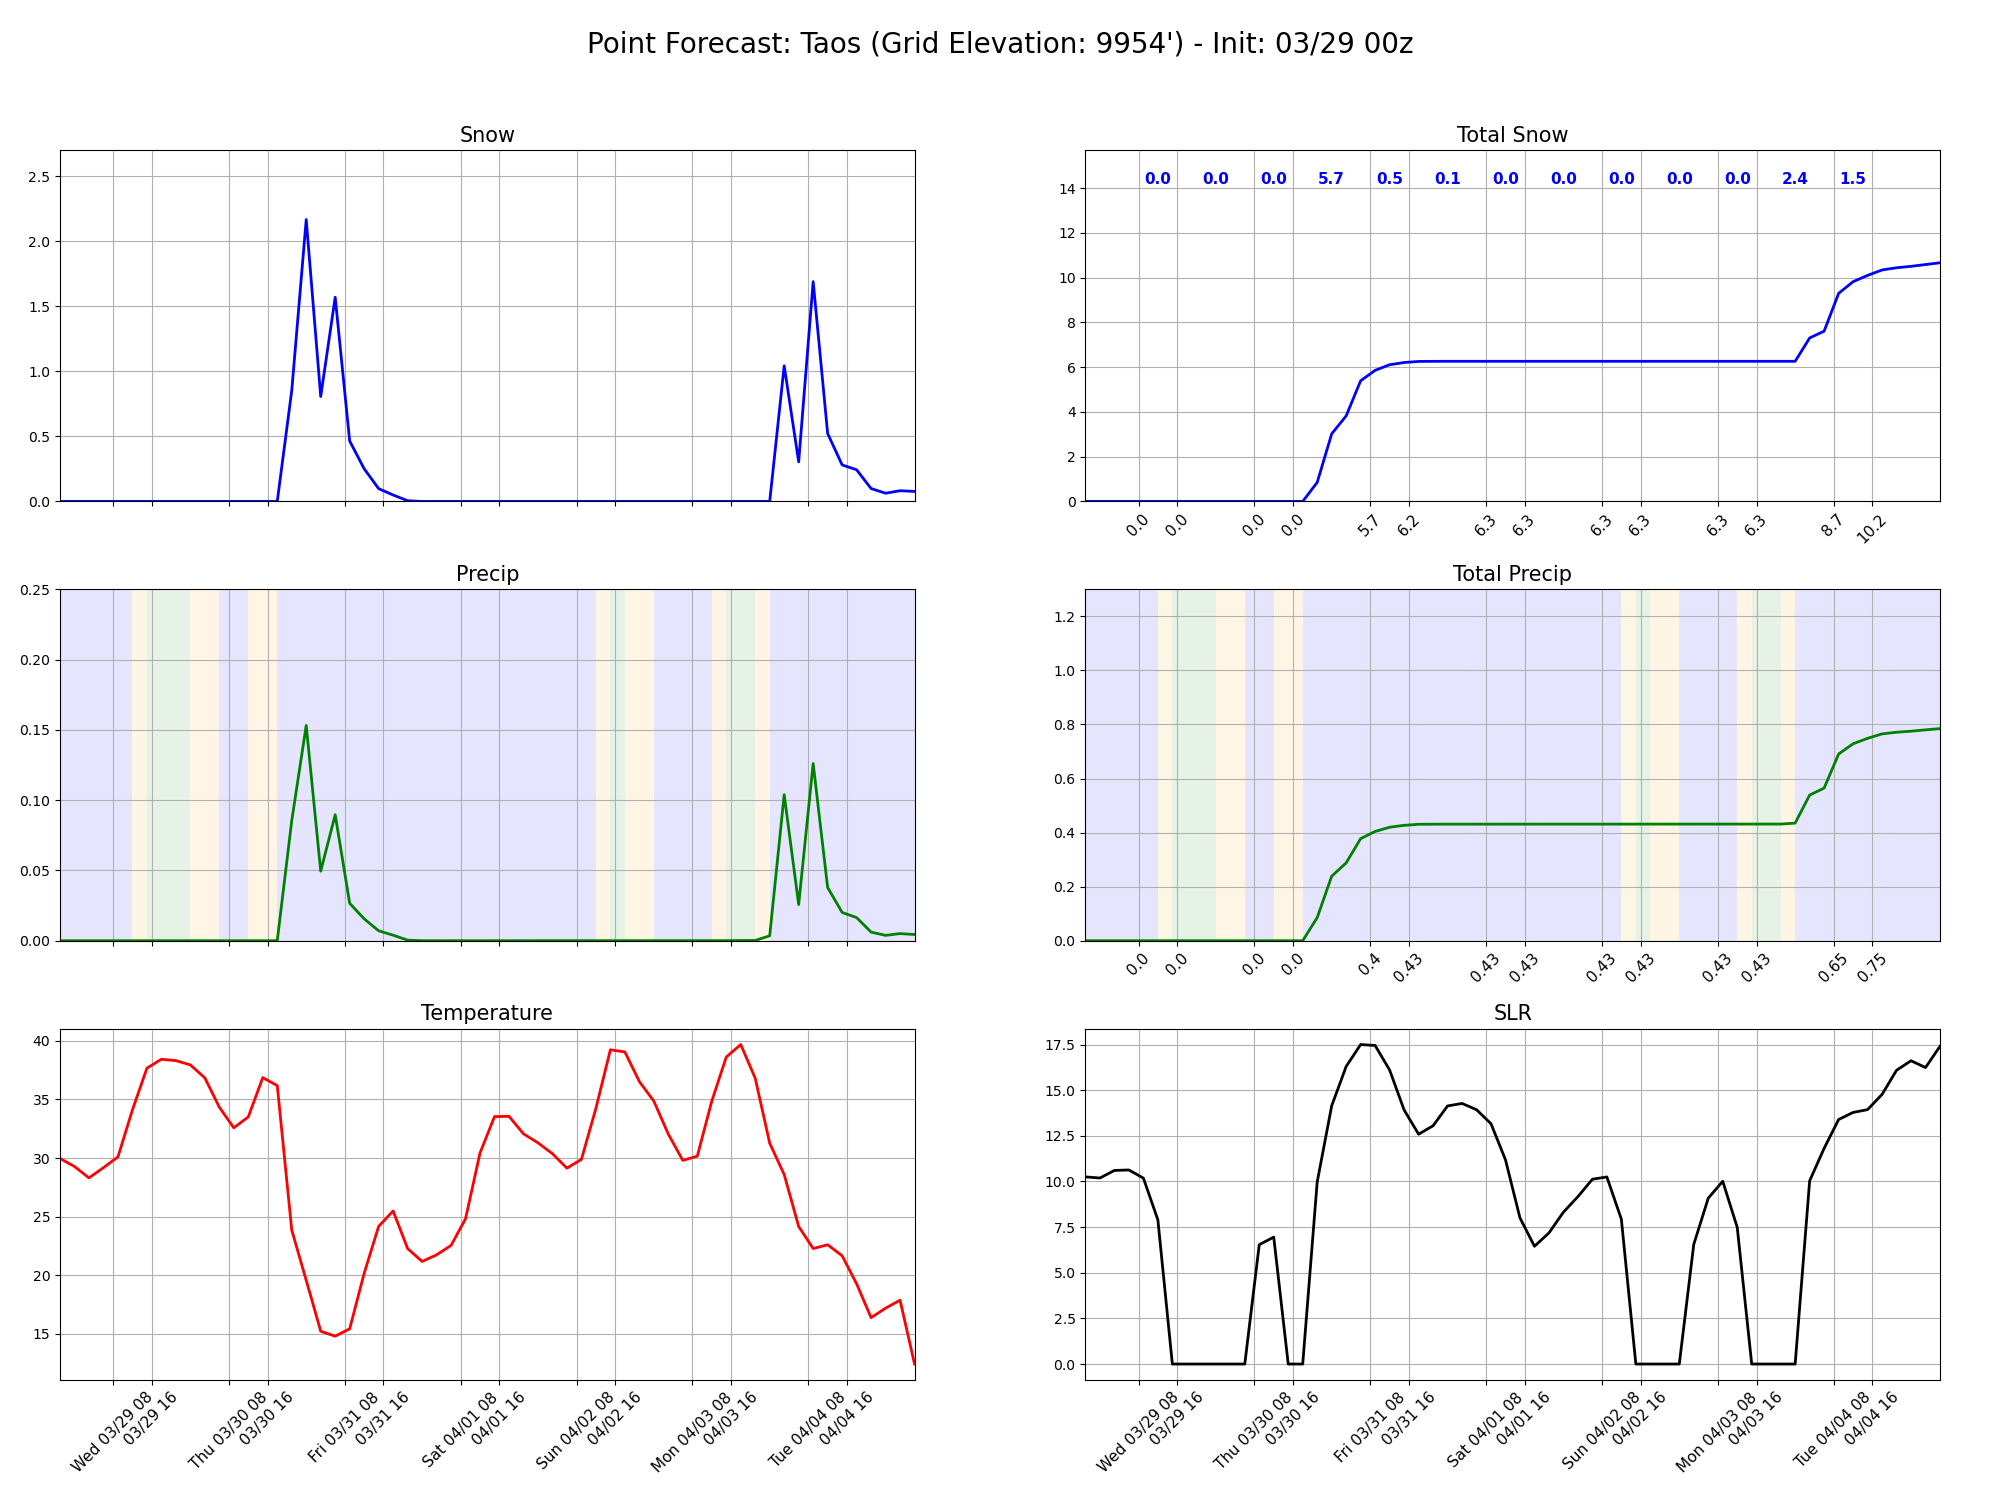 Point Forecast: Taos (Grid Elevation: 9954') - Init: 03/29 00z
Snow
2.5
2.0
1.5
1.0
0.5
0.0
Total Snow
0.0 0.0 0.0 5.7 0.5 0.1 0.0 0.0 0.0 0.0 0.0 2.4 1.5
14
12
10
8
6
4
2
0
0.0 0.0 0.0 0.0 5.7 6.2 6.3 6.3 6.3 6.3 6.3 6.3 8.7 10.2
Precip
0.25
0.20
0.15
0.10
0.05
0.00
Total Precip
1.2
1.0
0.8
0.6
0.4
0.2
0.0
0.0 0.0 0.0 0.0 0.4 0.43 0.43 0.43 0.43 0.43 0.43 0.43 0.65 0.75
Temperature
40
35
30
25
20
15
Wed 03/29 08
03/29 16
Thu 03/30 08
03/30 16
Fri 03/31 08
03/31 16
Sat 04/01 08
04/01 16
Sun 04/02 08
04/02 16
Mon 04/03 08
04/03 16
Tue 04/04 08
04/04 16
SLR
17.5
15.0
12.5
10.0
7.5
5.0
2.5
0.0
Wed 03/29 08
03/29 16
Thu 03/30 08
03/30 16
Fri 03/31 08
03/31 16
Sat 04/01 08
04/01 16
Sun 04/02 08
04/02 16
Mon 04/03 08
04/03 16
Tue 04/04 08
04/04 16